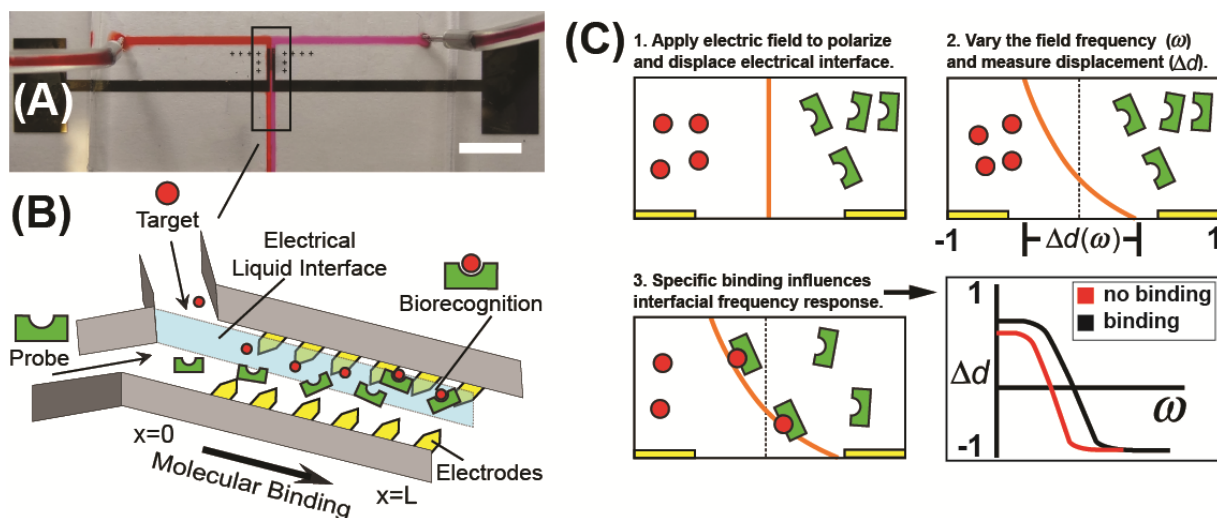 (A)
(B)
Target
Electrical
Liquid Interface
Biorecognition
Probe
x=0
Molecular Binding
x=L
Electrodes
(C)
1. Apply electric field to polarize
and displace electrical interface.
2. Vary the field frequency (ω)
and measure displacement (Δd).
-1
Δd(ω)
1
3. Specific binding influences
interfacial frequency response.
1
no binding
binding
Δd
ω
-1